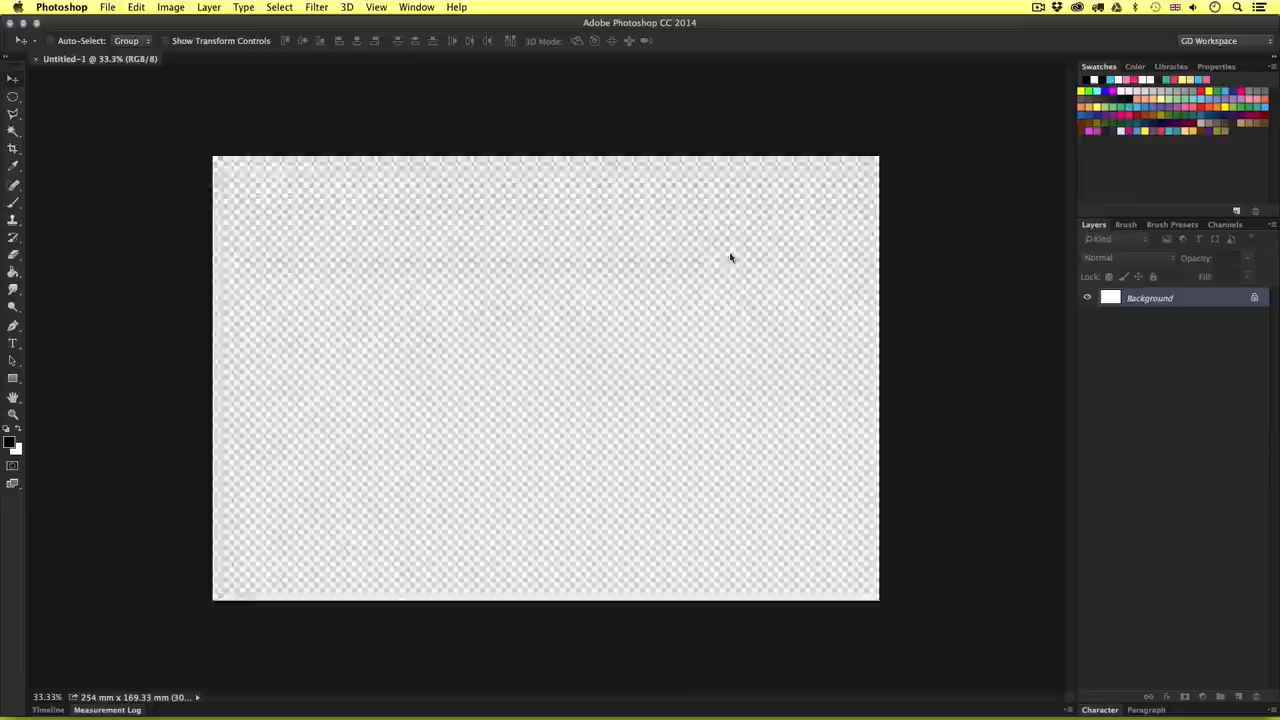 Photoshop File Edit Image Layer Type Select Filter 3D View Window Help
Adobe Photoshop CC 2014
Auto-Select: Group Show Transform Controls 3D Mode: GD Workspace
Untitled-1 @ 33.3% (RGB/8)
Swatches Color Libraries Properties
Layers Brush Brush Presets Channels
Kind
Normal Opacity:
Lock: Fill:
Background
33.33% 254 mm x 169.33 mm (30...
Timeline Measurement Log Character Paragraph